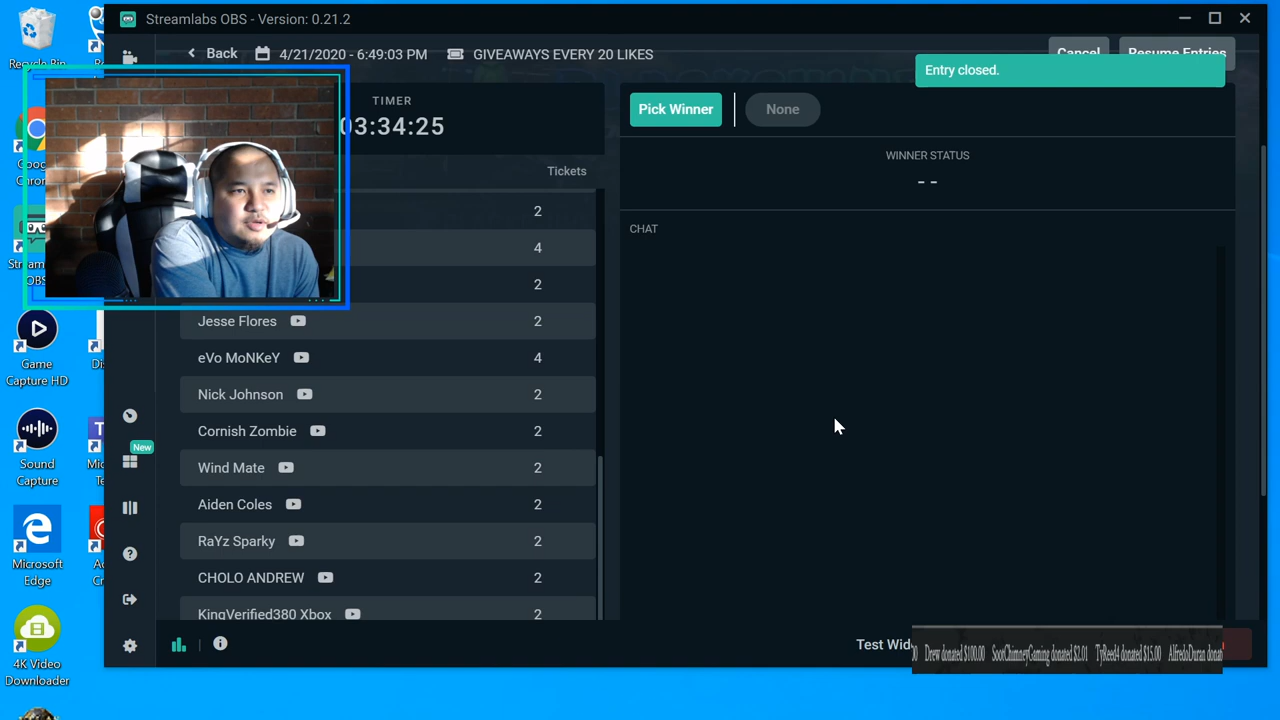 Streamlabs OBS - Version: 0.21.2
Back
4/21/2020 - 6:49:03 PM
GIVEAWAYS EVERY 20 LIKES
Cancel
Resume Entries
Entry closed.
TIMER
03:34:25
Pick Winner
None
WINNER STATUS
- -
Tickets
2
4
2
CHAT
Jesse Flores 2
eVo MoNKeY 4
Nick Johnson 2
Cornish Zombie 2
Wind Mate 2
Aiden Coles 2
RaYz Sparky 2
CHOLO ANDREW 2
KingVerified380 Xbox 2
New
Test Wid
Drew donated $100.00 SootChimneyGaming donated $2.01 TyReed4 donated $15.00 AlfredoDuran donat
Recycle Bin
Game
Capture HD
Sound
Capture
Microsoft
Edge
4K Video
Downloader